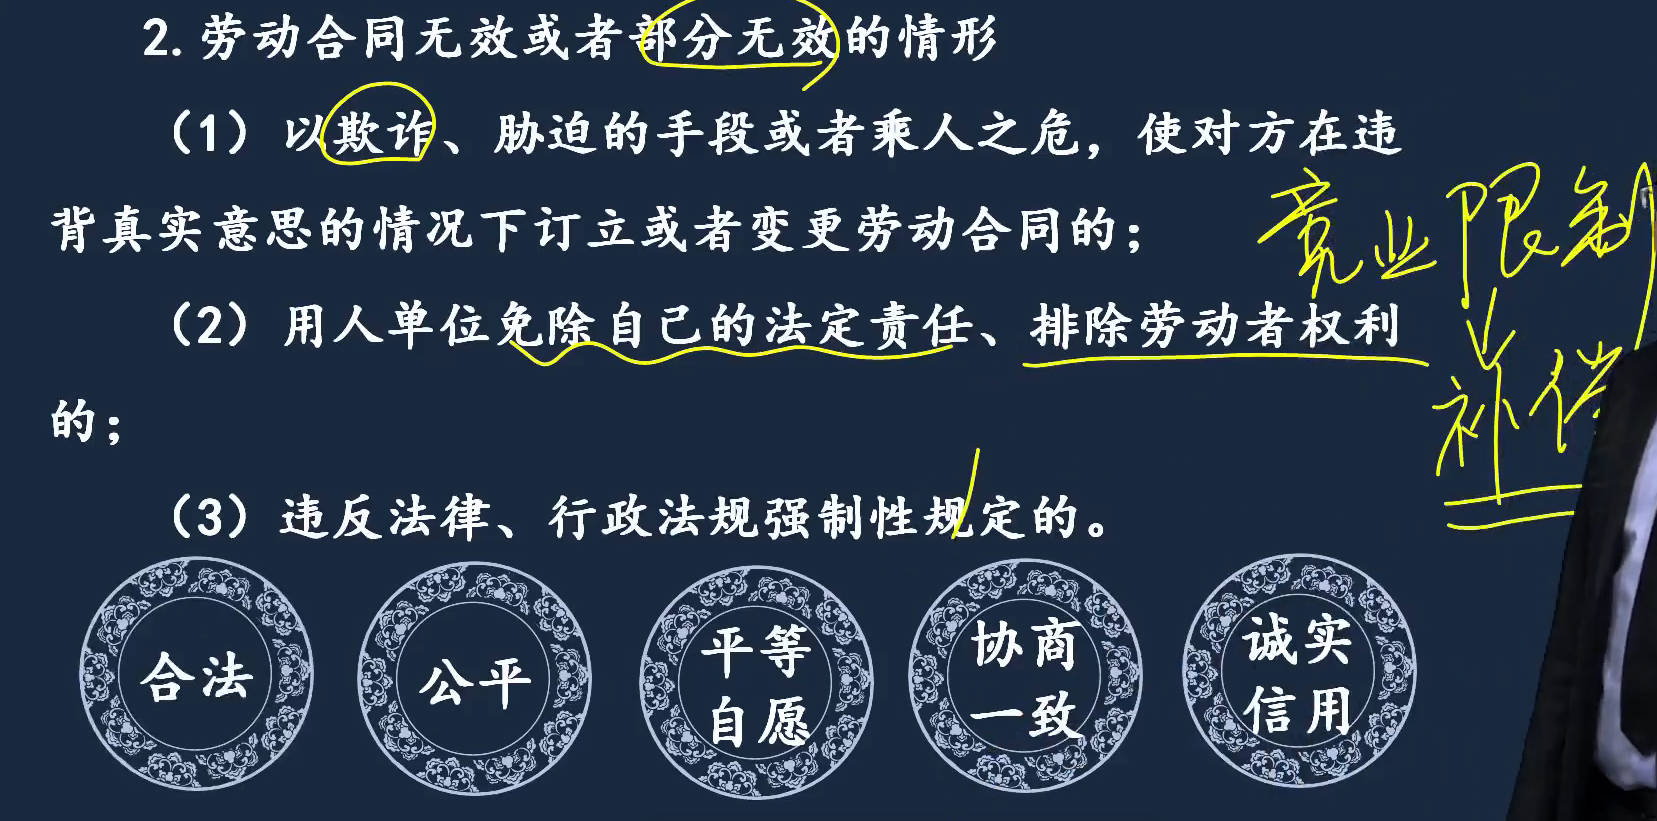 2. 劳动合同无效或者部分无效的情形
（1）以欺诈、胁迫的手段或者乘人之危，使对方在违
背真实意思的情况下订立或者变更劳动合同的；
竞业限制
（2）用人单位免除自己的法定责任、排除劳动者权利
的；
补偿
（3）违反法律、行政法规强制性规定的。
合法
公平
平等
自愿
协商
一致
诚实
信用